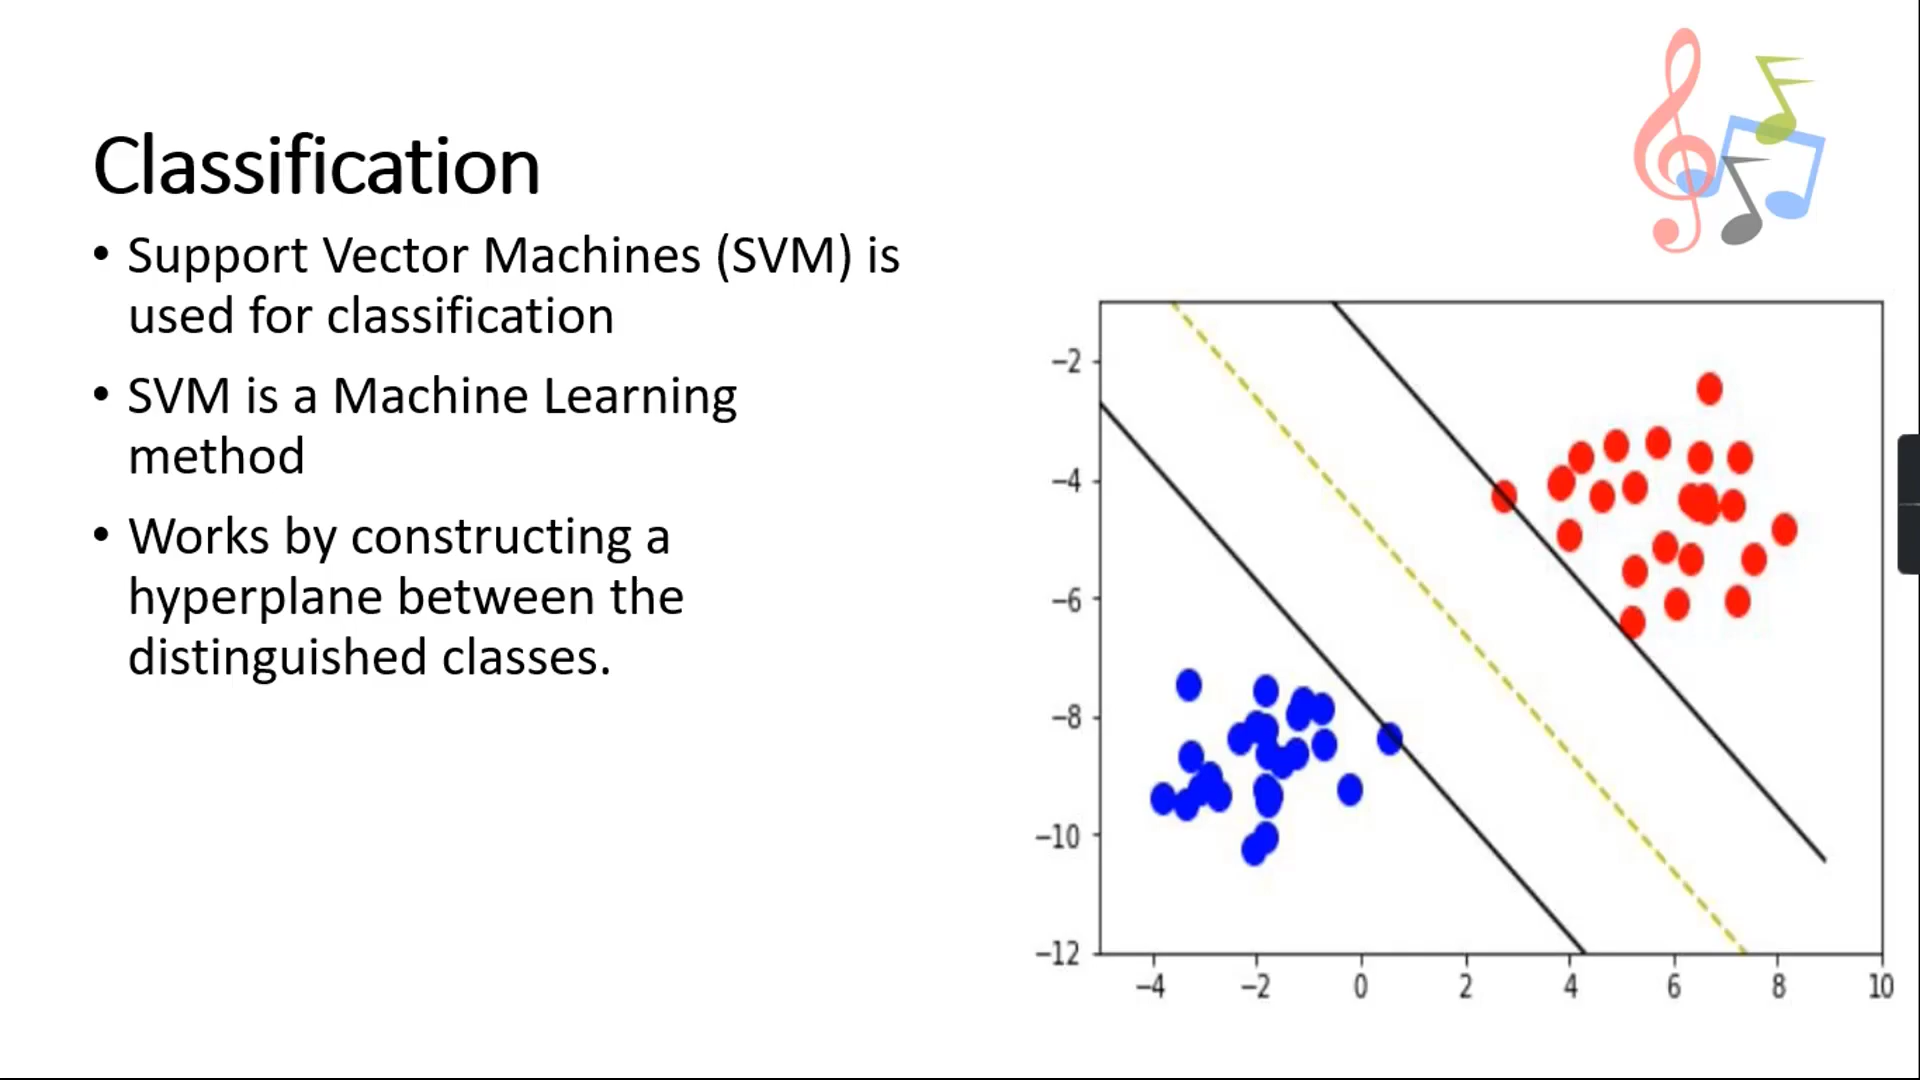 Classification
• Support Vector Machines (SVM) is
used for classification
• SVM is a Machine Learning
method
• Works by constructing a
hyperplane between the
distinguished classes.
−2
−4
−6
−8
−10
−12
−4 −2 0 2 4 6 8 10